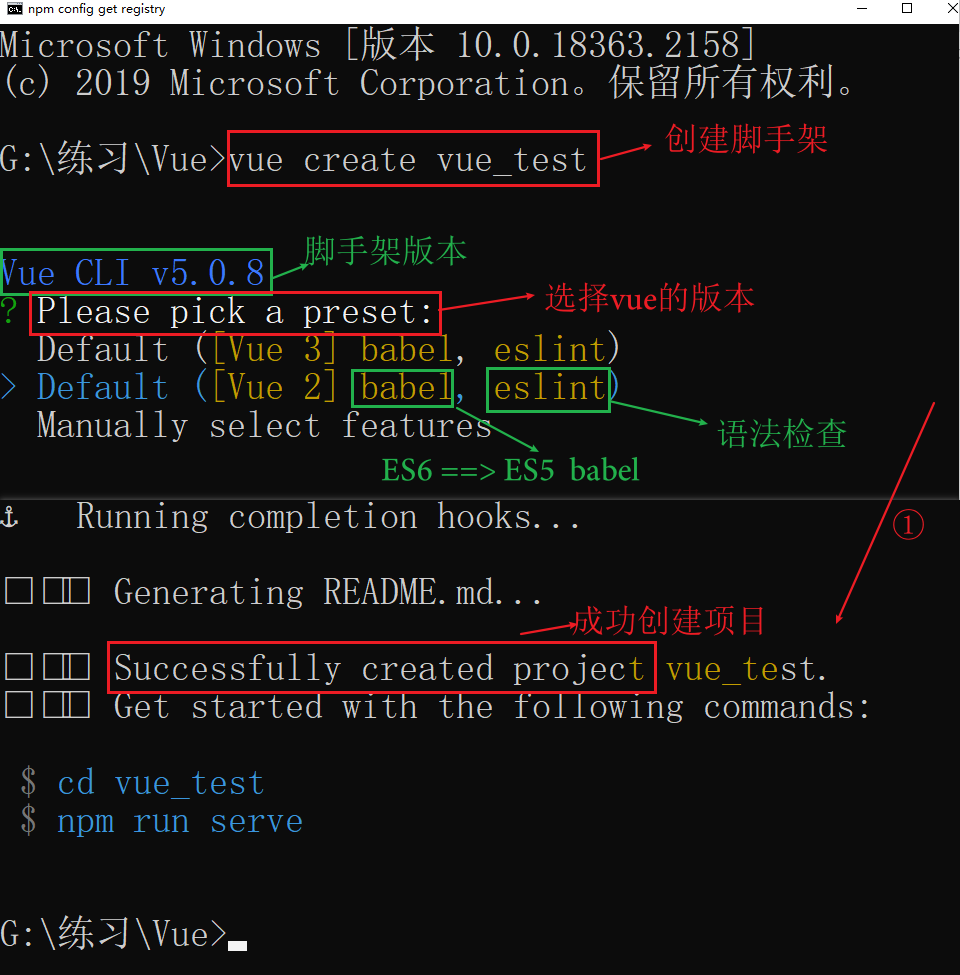 npm config get registry
Microsoft Windows [版本 10.0.18363.2158]
(c) 2019 Microsoft Corporation。保留所有权利。
G:\练习\Vue>vue create vue_test
创建脚手架
脚手架版本
Vue CLI v5.0.8
? Please pick a preset:
选择vue的版本
Default ([Vue 3] babel, eslint)
> Default ([Vue 2] babel, eslint)
Manually select features
语法检查
ES6 ==> ES5 babel
⚓ Running completion hooks...
①
Generating README.md...
成功创建项目
Successfully created project vue_test.
Get started with the following commands:
$ cd vue_test
$ npm run serve
G:\练习\Vue>